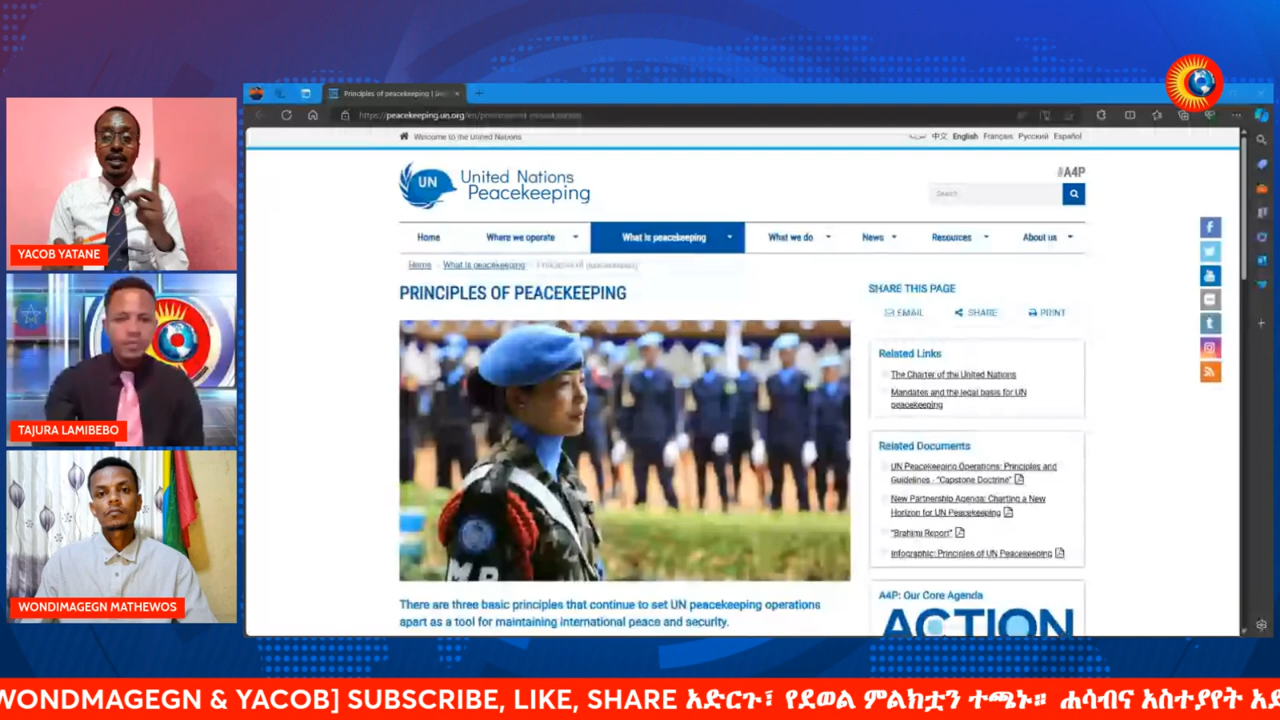 YACOB YATANE
TAJURA LAMIBEBO
WONDIMAGEGN MATHEWOS
Principles of peacekeeping |
https://peacekeeping.un.org/en/
Welcome to the United Nations
中文 English Français Русский Español
UN
United Nations
Peacekeeping
#A4P
Search
Home Where we operate What is peacekeeping What we do News Resources About us
Home What is peacekeeping
PRINCIPLES OF PEACEKEEPING
M P
There are three basic principles that continue to set UN peacekeeping operations
apart as a tool for maintaining international peace and security.
SHARE THIS PAGE
EMAIL SHARE PRINT
Related Links
The Charter of the United Nations
Mandates and the legal basis for UN
peacekeeping
Related Documents
UN Peacekeeping Operations: Principles and
Guidelines - "Capstone Doctrine"
New Partnership Agenda: Charting a New
Horizon for UN Peacekeeping
"Brahimi Report"
Infographic: Principles of UN Peacekeeping
A4P: Our Core Agenda
ACTION
WONDMAGEGN & YACOB] SUBSCRIBE, LIKE, SHARE አድርጉ፣ የደወል ምልክቷን ተጫኑ። ሐሳብና አስተያየት